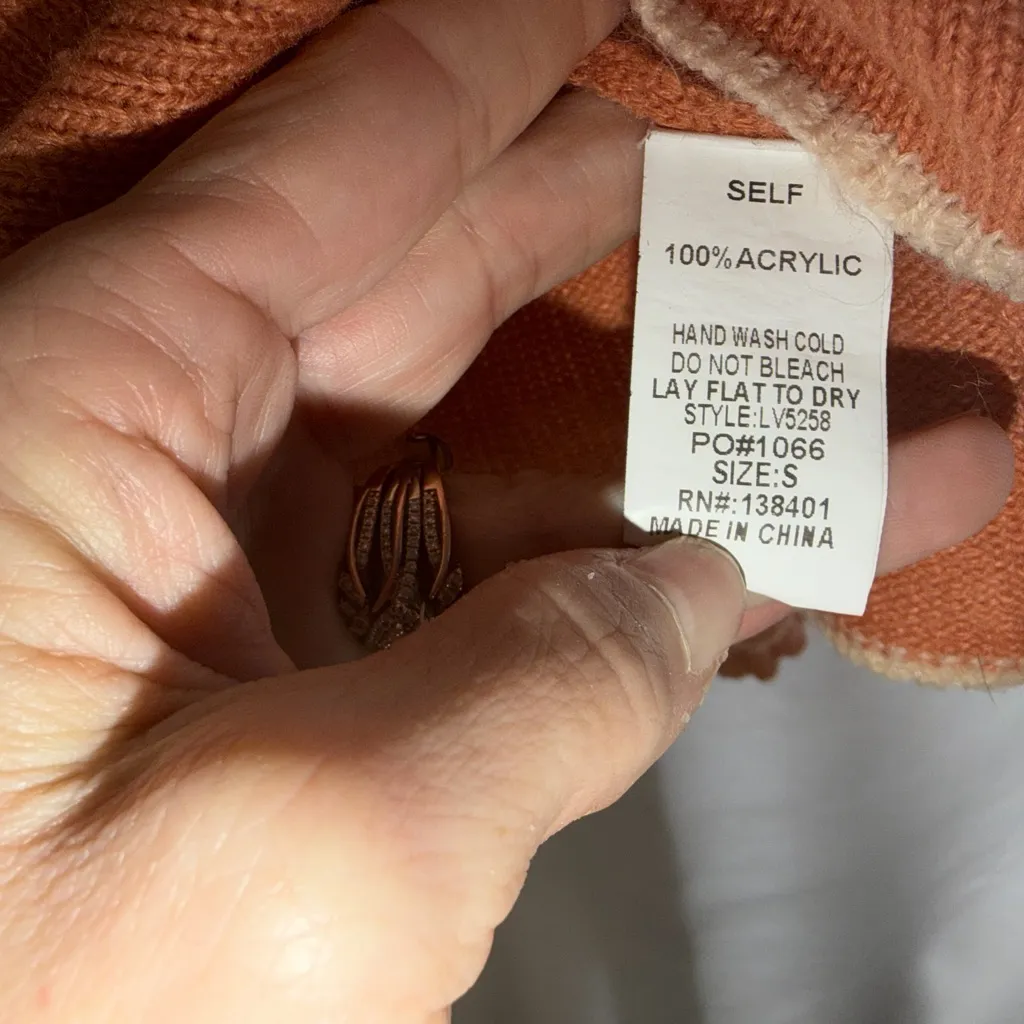 SELF
100% ACRYLIC
HAND WASH COLD
DO NOT BLEACH
LAY FLAT TO DRY
STYLE:LV5258
PO#1066
SIZE:S
RN#:138401
MADE IN CHINA